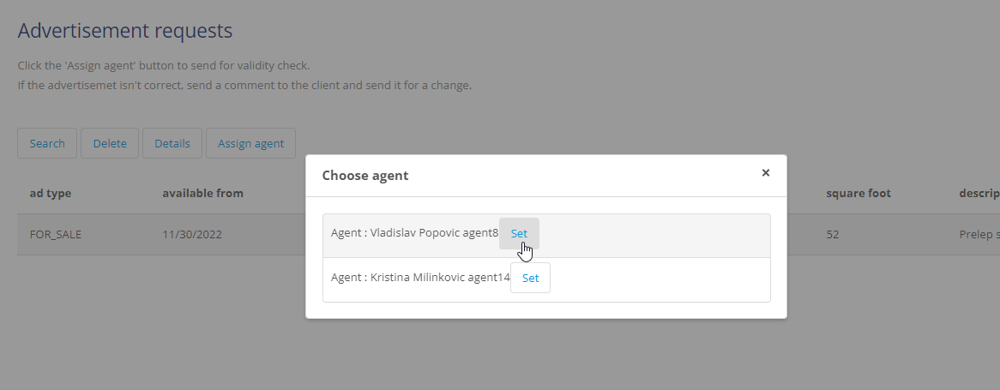 Advertisement requests
Click the 'Assign agent' button to send for validity check.
If the advertisemet isn't correct, send a comment to the client and send it for a change.
Search Delete Details Assign agent
Choose agent ×
ad type available from square foot descrip
Agent : Vladislav Popovic agent8 Set
FOR_SALE 11/30/2022 52 Prelep s
Agent : Kristina Milinkovic agent14 Set